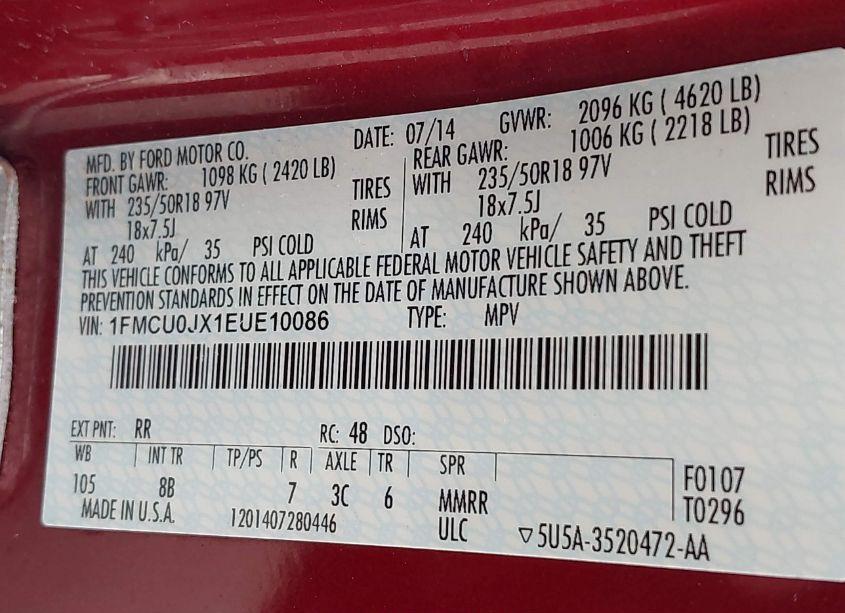 MFD. BY FORD MOTOR CO. DATE: 07/14 GVWR: 2096 KG ( 4620 LB)
FRONT GAWR: 1098 KG ( 2420 LB) REAR GAWR: 1006 KG ( 2218 LB)
WITH 235/50R18 97V TIRES WITH 235/50R18 97V TIRES
18x7.5J RIMS 18x7.5J RIMS
AT 240 kPa/ 35 PSI COLD AT 240 kPa/ 35 PSI COLD
THIS VEHICLE CONFORMS TO ALL APPLICABLE FEDERAL MOTOR VEHICLE SAFETY AND THEFT
PREVENTION STANDARDS IN EFFECT ON THE DATE OF MANUFACTURE SHOWN ABOVE.
VIN: 1FMCU0JX1EUE10086 TYPE: MPV
EXT PNT: RR RC: 48 DSO:
WB INT TR TP/PS R AXLE TR SPR F0107
105 8B 7 3C 6 MMRR T0296
MADE IN U.S.A. 1201407280446 ULC ▽5U5A-3520472-AA